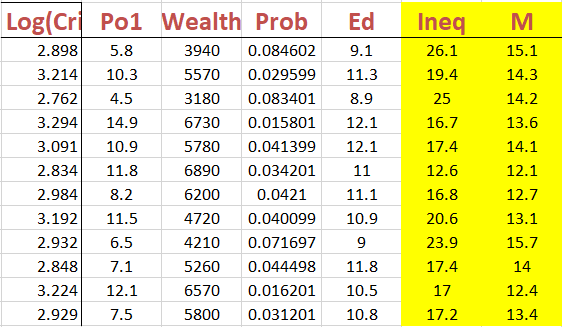 Log(Cri Po1 Wealth Prob Ed Ineq M
2.898 5.8 3940 0.084602 9.1 26.1 15.1
3.214 10.3 5570 0.029599 11.3 19.4 14.3
2.762 4.5 3180 0.083401 8.9 25 14.2
3.294 14.9 6730 0.015801 12.1 16.7 13.6
3.091 10.9 5780 0.041399 12.1 17.4 14.1
2.834 11.8 6890 0.034201 11 12.6 12.1
2.984 8.2 6200 0.0421 11.1 16.8 12.7
3.192 11.5 4720 0.040099 10.9 20.6 13.1
2.932 6.5 4210 0.071697 9 23.9 15.7
2.848 7.1 5260 0.044498 11.8 17.4 14
3.224 12.1 6570 0.016201 10.5 17 12.4
2.929 7.5 5800 0.031201 10.8 17.2 13.4